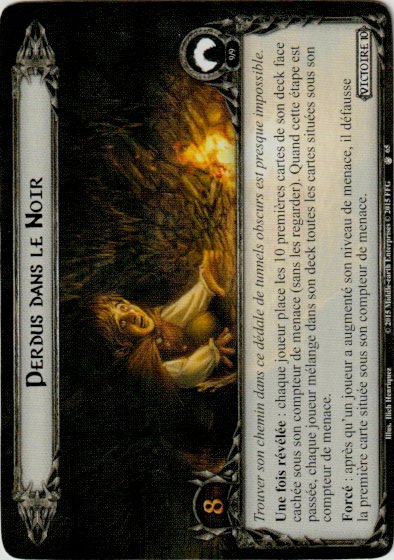 PERDUS DANS LE NOIR
9/9
8
Trouver son chemin dans ce dédale de tunnels obscurs est presque impossible.
Une fois révélée : chaque joueur place les 10 premières cartes de son deck face
cachée sous son compteur de menace (sans les regarder). Quand cette étape est
passée, chaque joueur mélange dans son deck toutes les cartes situées sous son
compteur de menace.
Forcé : après qu'un joueur a augmenté son niveau de menace, il défausse
la première carte située sous son compteur de menace.
VICTOIRE 10
Illus. Ilich Henriquez
© 2015 Middle-earth Enterprises © 2015 FFG
65